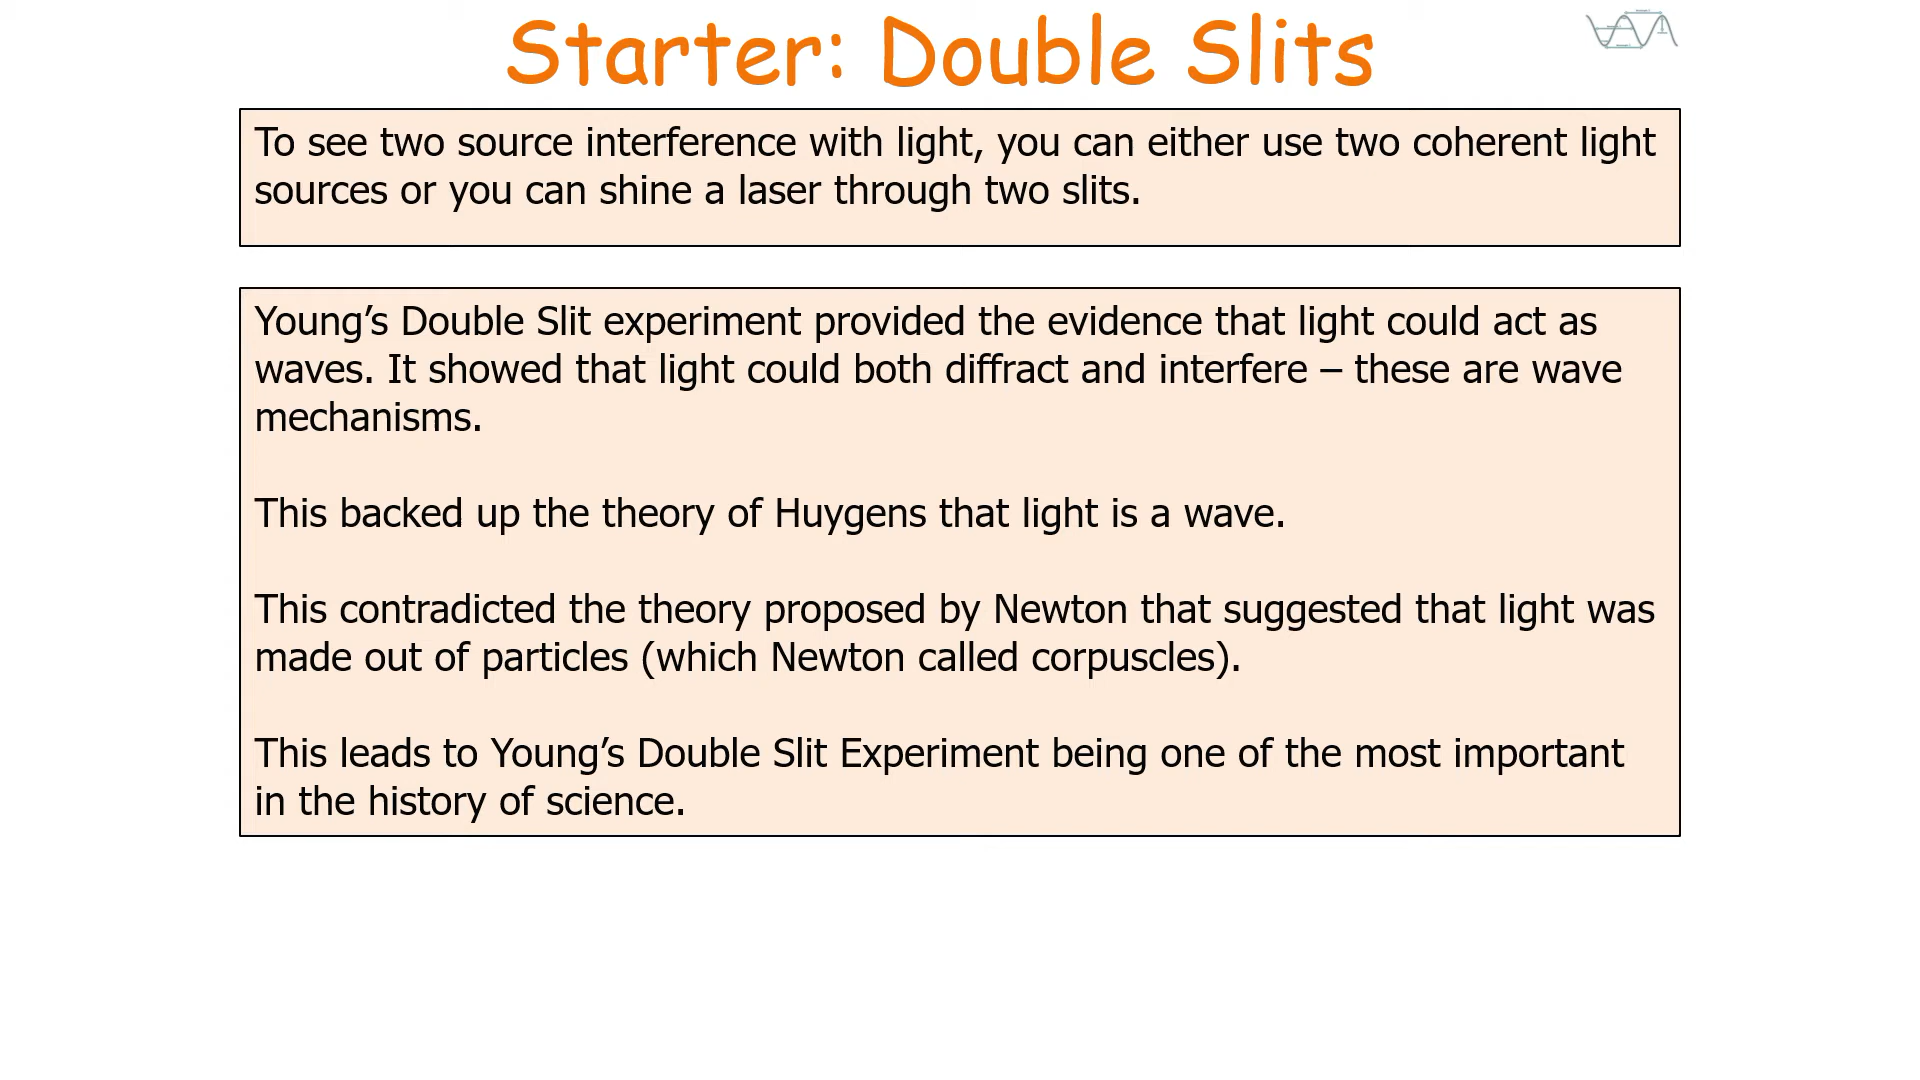 Starter: Double Slits
To see two source interference with light, you can either use two coherent light
sources or you can shine a laser through two slits.
Young’s Double Slit experiment provided the evidence that light could act as
waves. It showed that light could both diffract and interfere – these are wave
mechanisms.
This backed up the theory of Huygens that light is a wave.
This contradicted the theory proposed by Newton that suggested that light was
made out of particles (which Newton called corpuscles).
This leads to Young’s Double Slit Experiment being one of the most important
in the history of science.